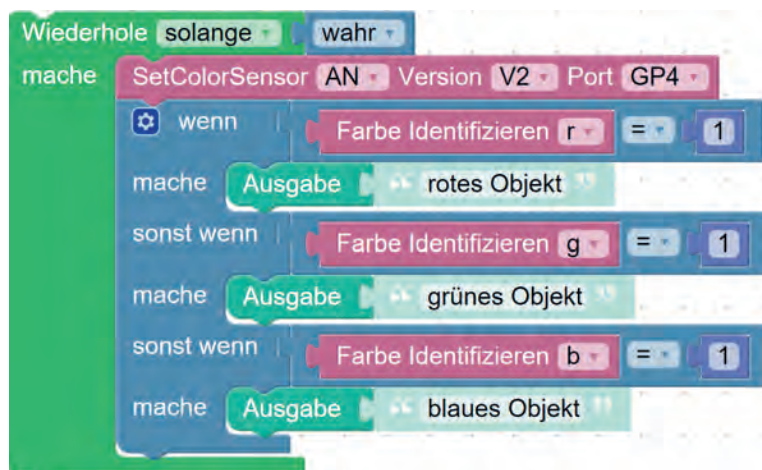 Wiederhole solange wahr
mache SetColorSensor AN Version V2 Port GP4
wenn Farbe Identifizieren r = 1
mache Ausgabe “ rotes Objekt ”
sonst wenn Farbe Identifizieren g = 1
mache Ausgabe “ grünes Objekt ”
sonst wenn Farbe Identifizieren b = 1
mache Ausgabe “ blaues Objekt ”